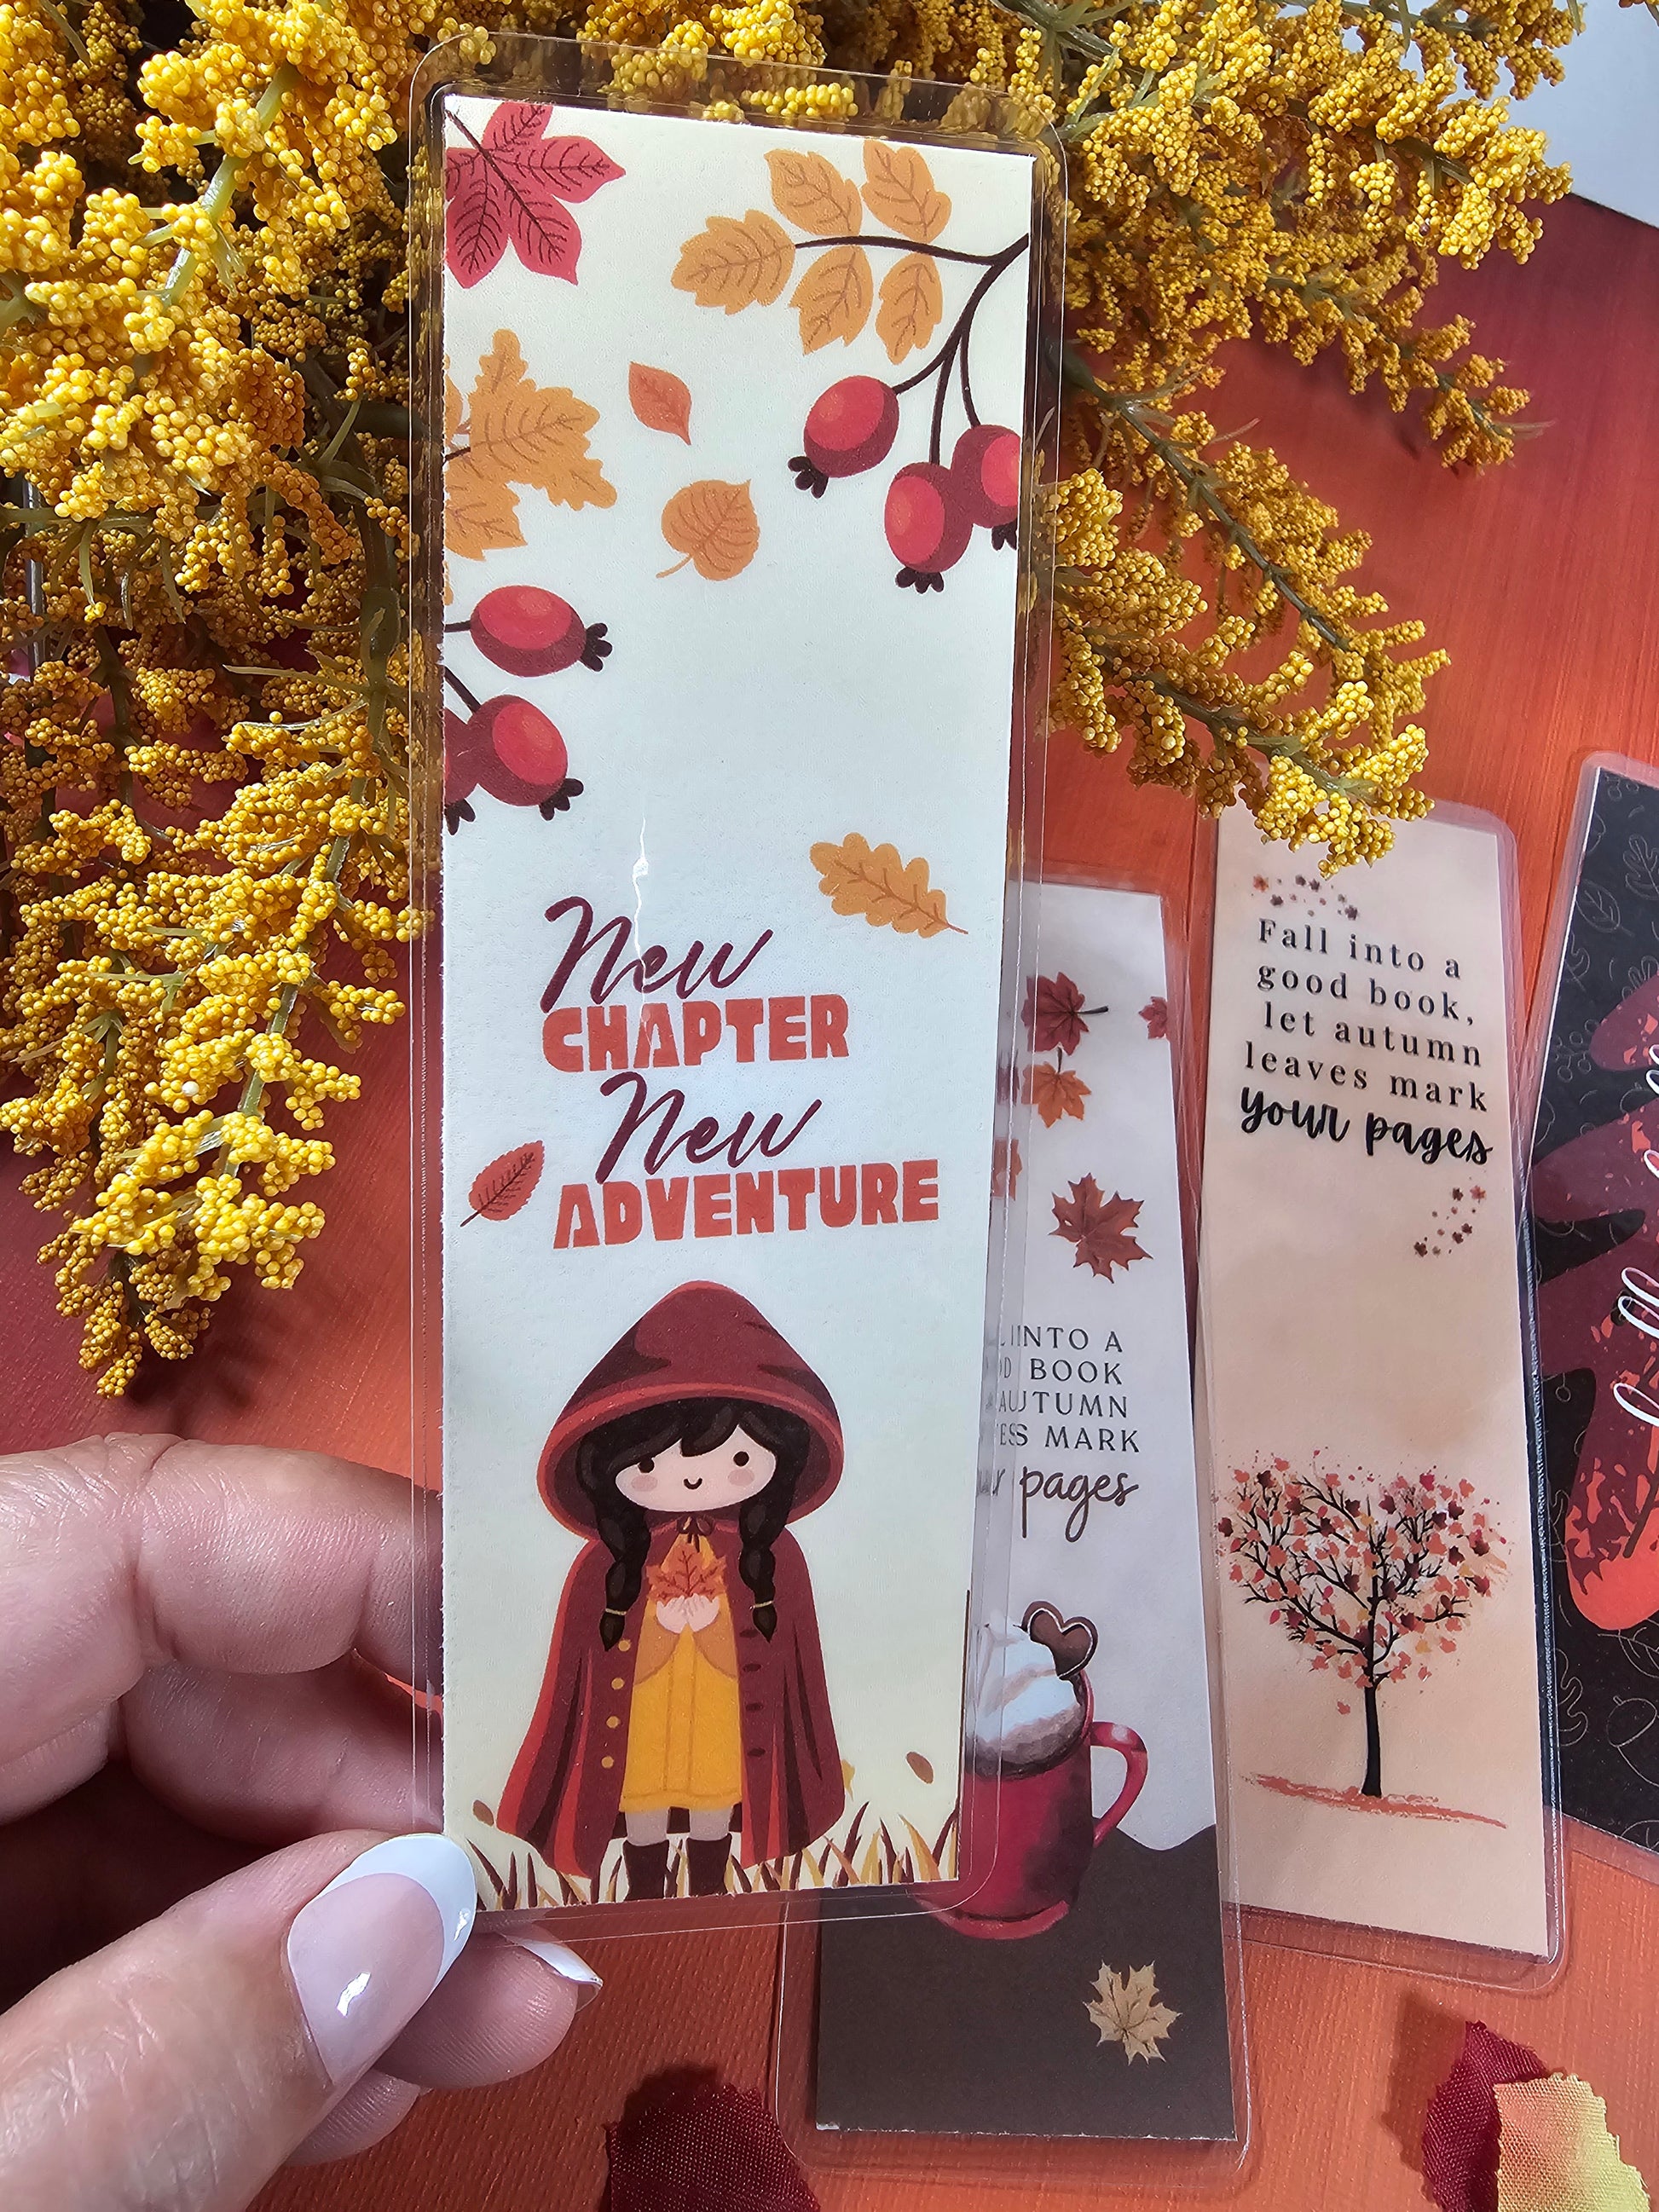 New
CHAPTER
New
ADVENTURE
INTO A
BOOK
AUTUMN
MARK
pages
Fall into a
good book,
let autumn
leaves mark
your pages